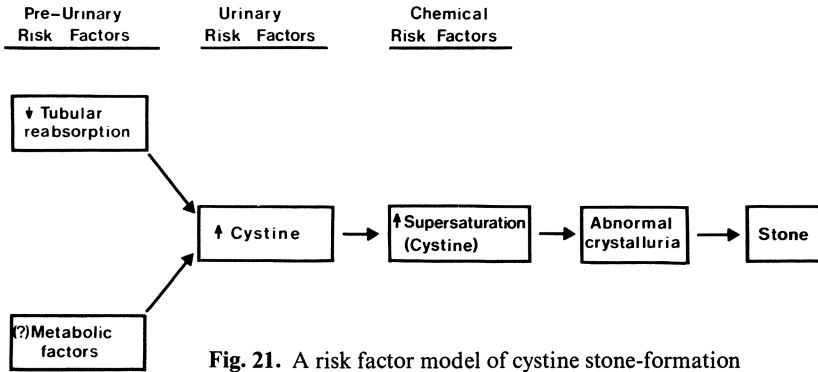 Pre-Urinary
Risk Factors
Urinary
Risk Factors
Chemical
Risk Factors
↓ Tubular
reabsorption
↑ Cystine
↑ Supersaturation
(Cystine)
Abnormal
crystalluria
Stone
(?)Metabolic
factors
Fig. 21. A risk factor model of cystine stone-formation